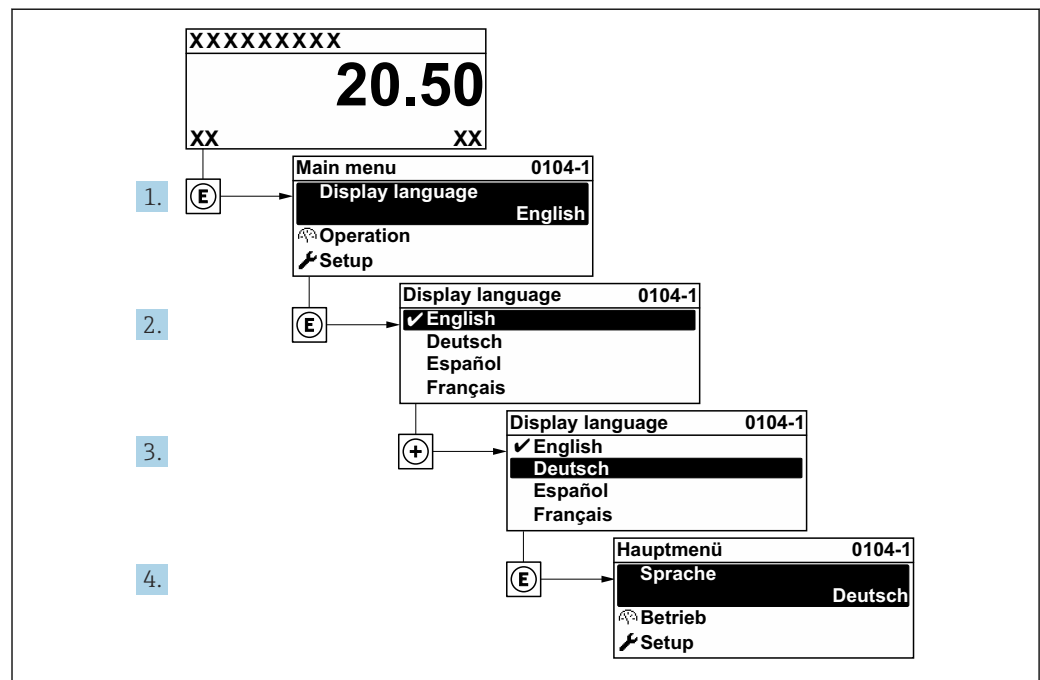 XXXXXXXXX
20.50
XX XX
1. E
Main menu 0104-1
Display language
English
Operation
Setup
2. E
Display language 0104-1
✔ English
Deutsch
Español
Français
3. +
Display language 0104-1
✔ English
Deutsch
Español
Français
4. E
Hauptmenü 0104-1
Sprache
Deutsch
Betrieb
Setup